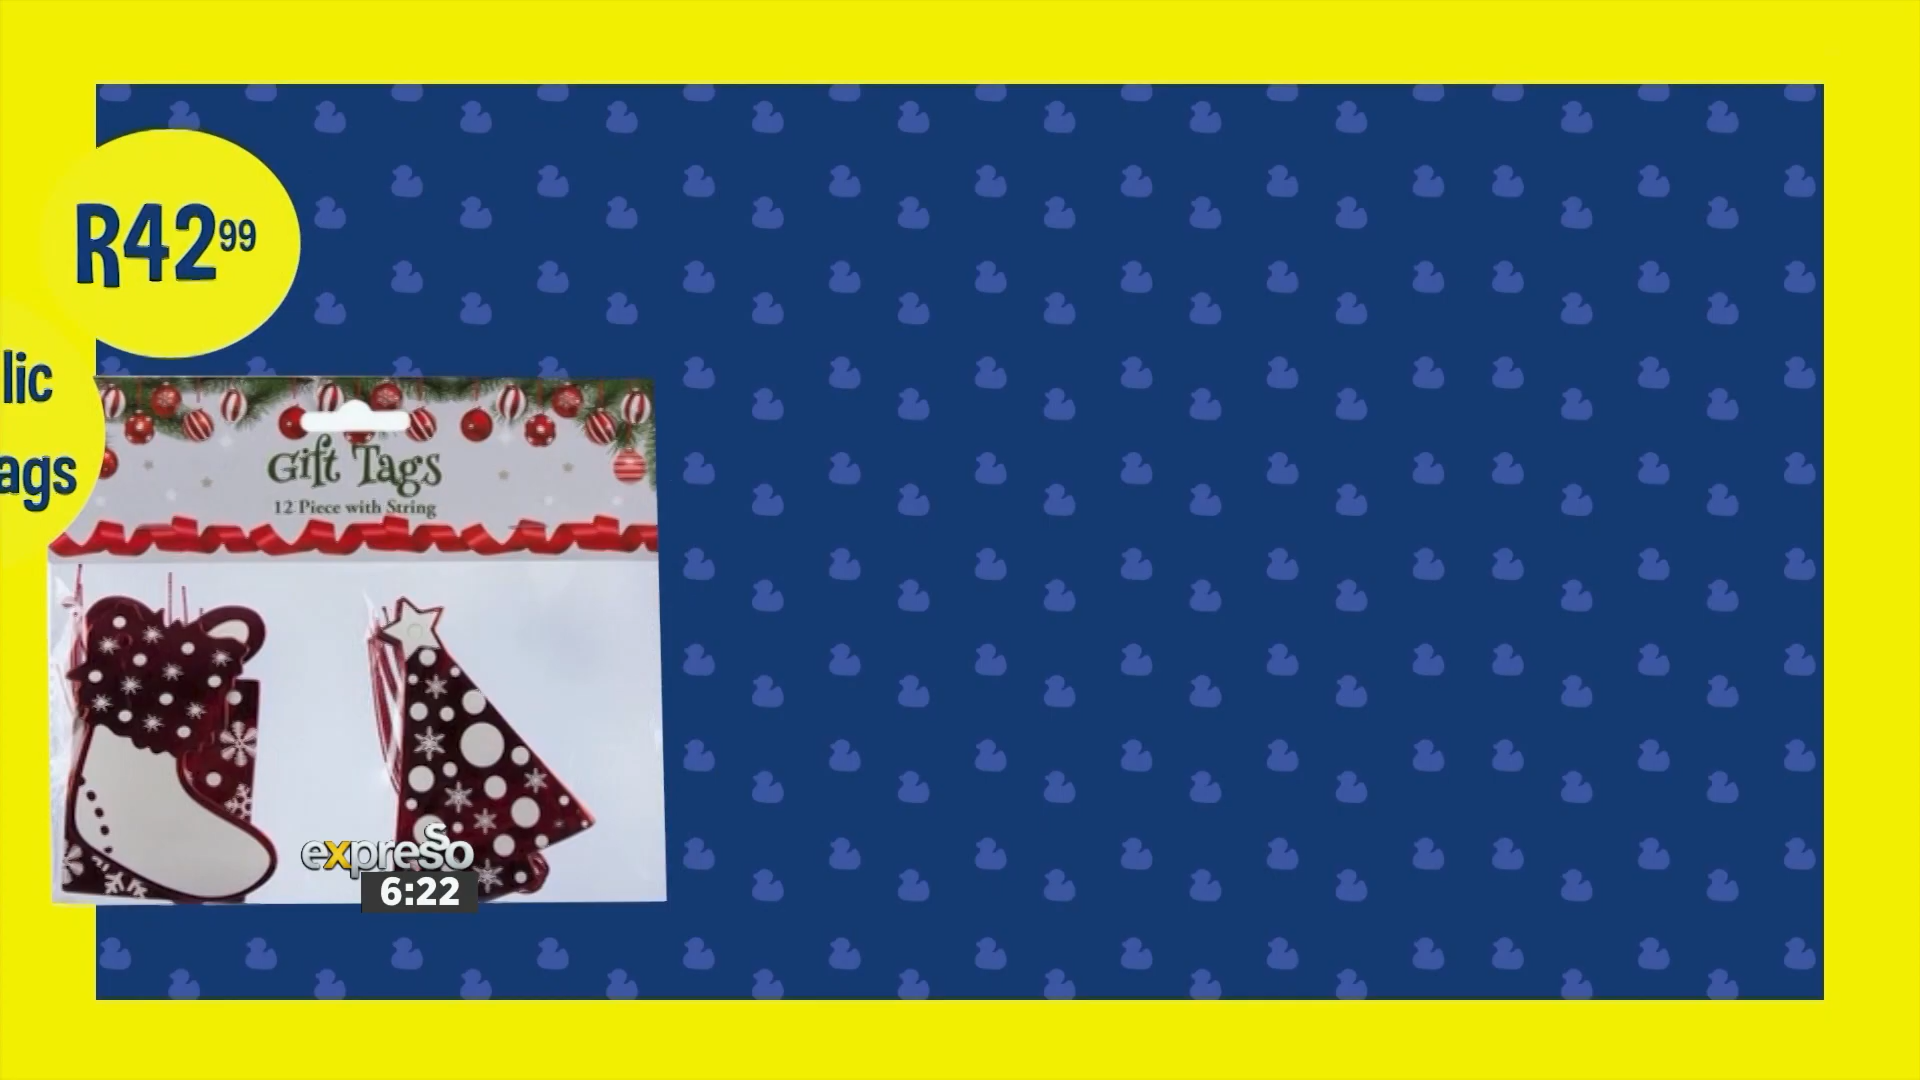 R42 99
lic
ags
Gift Tags
12 Piece with String
expresso
6:22